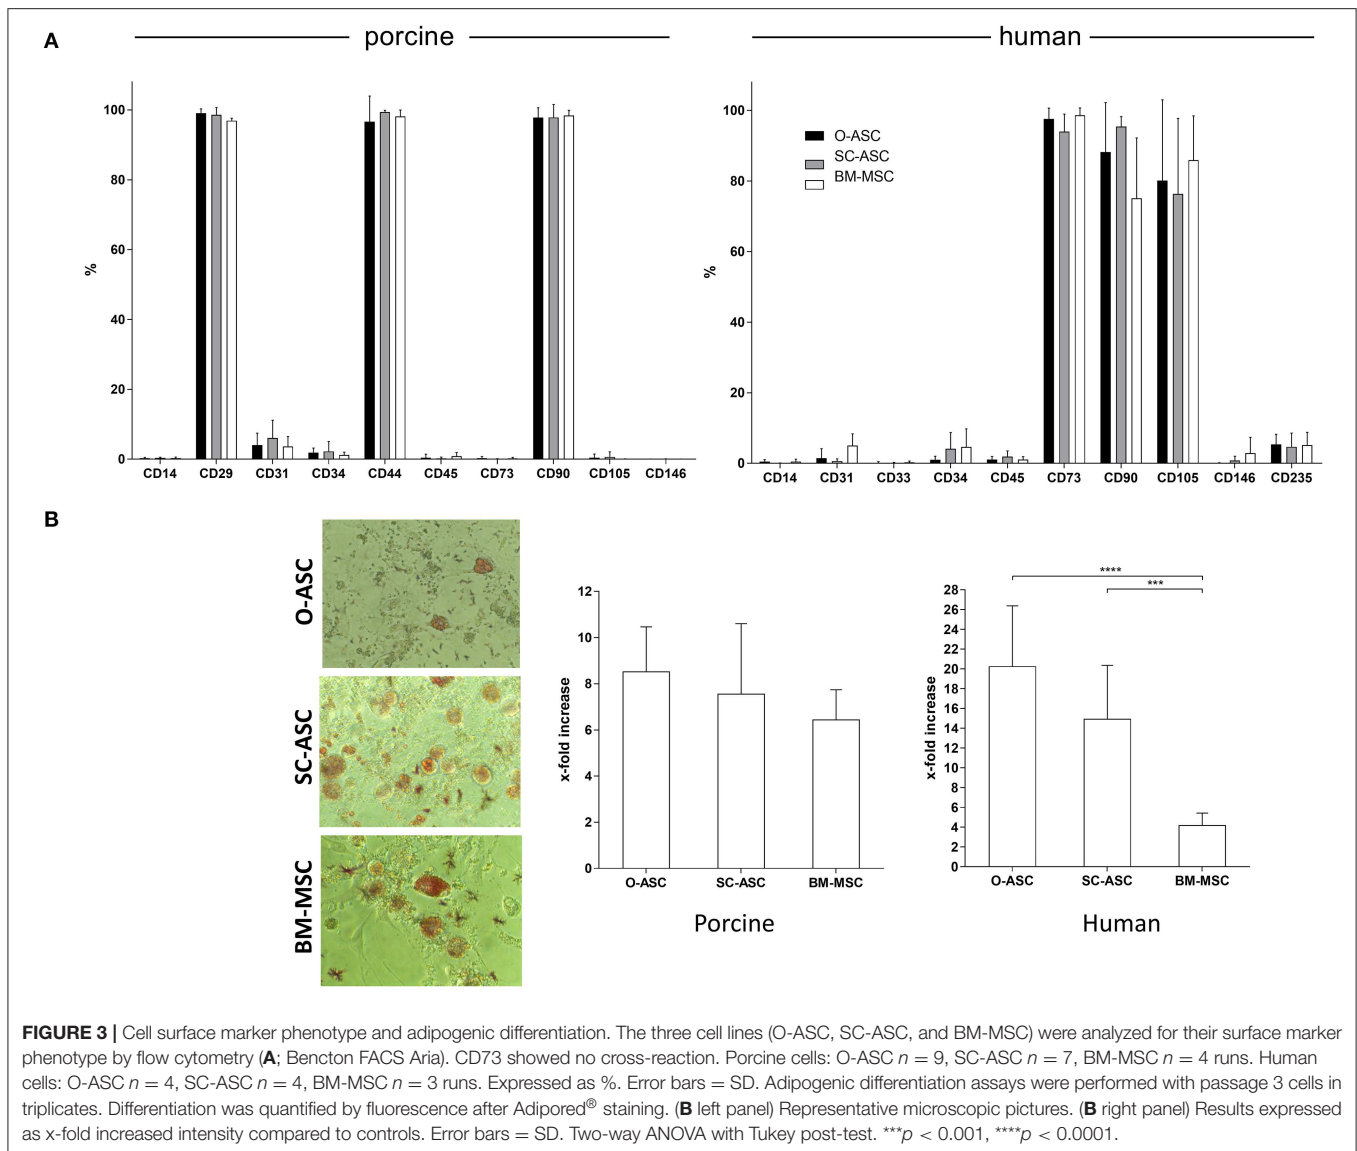 A
porcine
human
100
80
60
40
20
0
%
CD14 CD29 CD31 CD34 CD44 CD45 CD73 CD90 CD105 CD146
100
80
60
40
20
0
%
O-ASC
SC-ASC
BM-MSC
CD14 CD31 CD33 CD34 CD45 CD73 CD90 CD105 CD146 CD235
B
O-ASC
SC-ASC
BM-MSC
12
10
8
6
4
2
0
x-fold increase
O-ASC SC-ASC BM-MSC
Porcine
****
***
28
26
24
22
20
18
16
14
12
10
8
6
4
2
0
x-fold increase
O-ASC SC-ASC BM-MSC
Human
FIGURE 3 | Cell surface marker phenotype and adipogenic differentiation. The three cell lines (O-ASC, SC-ASC, and BM-MSC) were analyzed for their surface marker
phenotype by flow cytometry (A; Bencton FACS Aria). CD73 showed no cross-reaction. Porcine cells: O-ASC n = 9, SC-ASC n = 7, BM-MSC n = 4 runs. Human
cells: O-ASC n = 4, SC-ASC n = 4, BM-MSC n = 3 runs. Expressed as %. Error bars = SD. Adipogenic differentiation assays were performed with passage 3 cells in
triplicates. Differentiation was quantified by fluorescence after Adipored® staining. (B left panel) Representative microscopic pictures. (B right panel) Results expressed
as x-fold increased intensity compared to controls. Error bars = SD. Two-way ANOVA with Tukey post-test. ***p < 0.001, ****p < 0.0001.